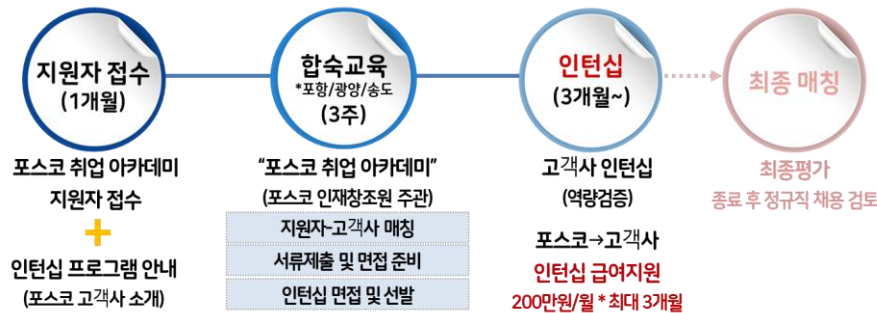 지원자 접수
(1개월)
포스코 취업 아카데미
지원자 접수
+
인턴십 프로그램 안내
(포스코 고객사 소개)
합숙교육
*포항/광양/송도
(3주)
“포스코 취업 아카데미”
(포스코 인재창조원 주관)
지원자-고객사 매칭
서류제출 및 면접 준비
인턴십 면접 및 선발
인턴십
(3개월~)
고객사 인턴십
(역량검증)
포스코→고객사
인턴십 급여지원
200만원/월 * 최대 3개월
최종 매칭
최종평가
종료 후 정규직 채용 검토